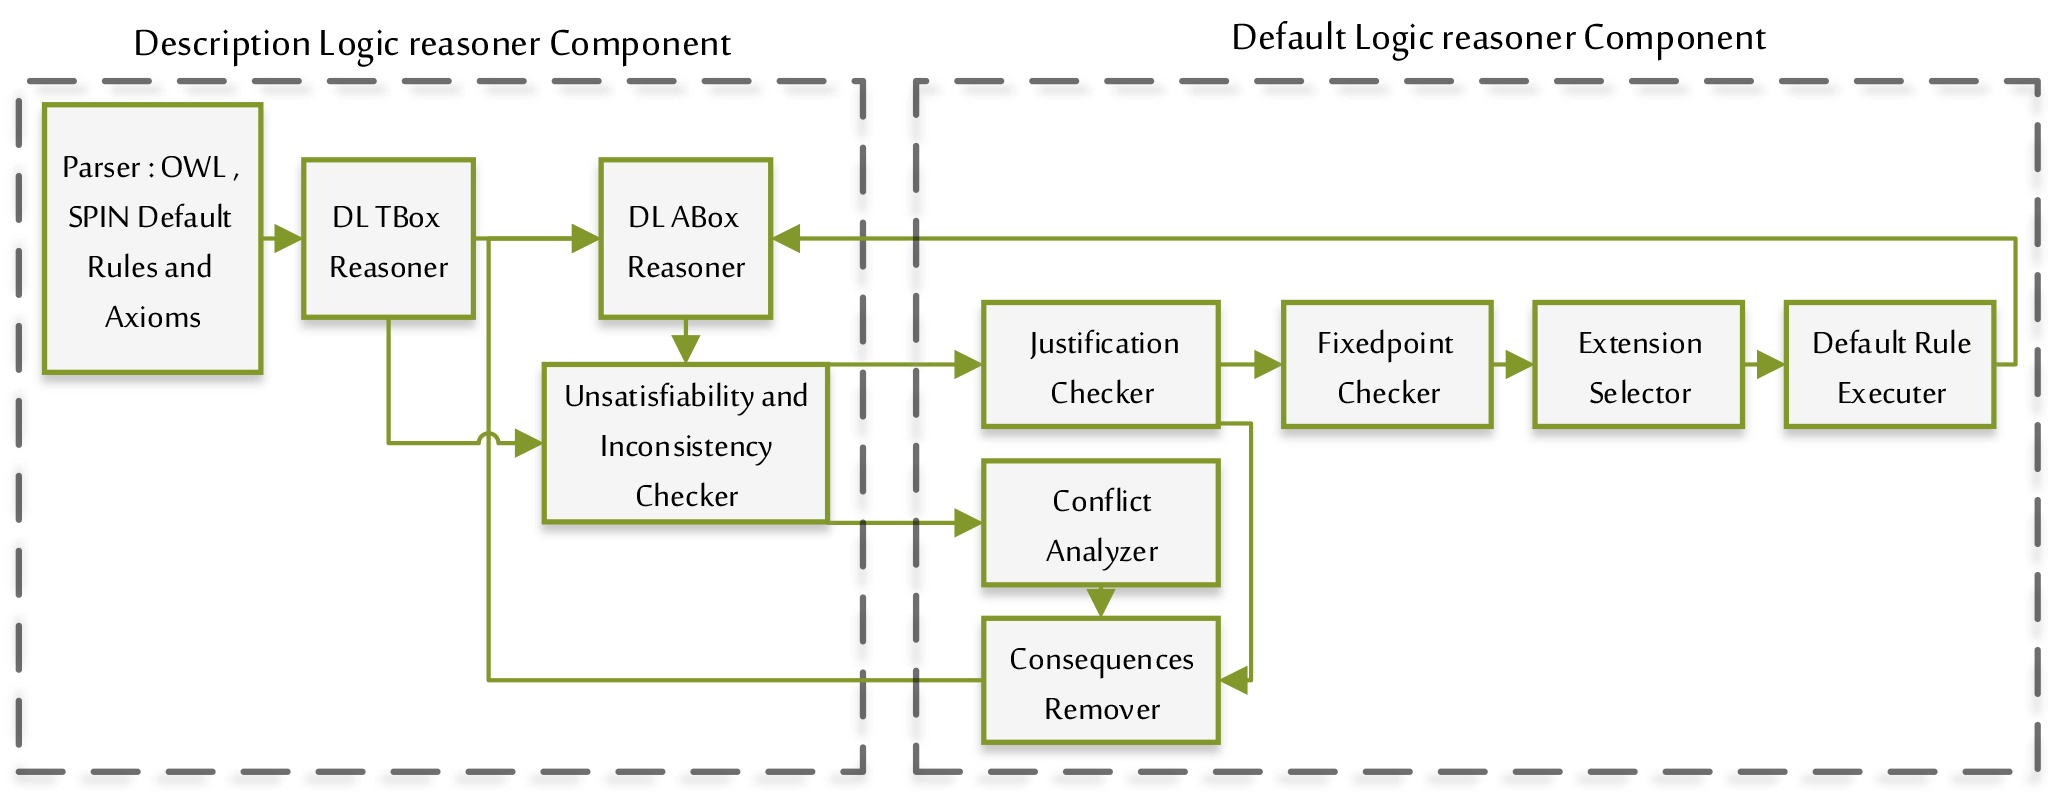 Description Logic reasoner Component
Default Logic reasoner Component
Parser : OWL ,
SPIN Default
Rules and
Axioms
DL TBox
Reasoner
DL ABox
Reasoner
Unsatisfiability and
Inconsistency
Checker
Justification
Checker
Fixedpoint
Checker
Extension
Selector
Default Rule
Executer
Conflict
Analyzer
Consequences
Remover